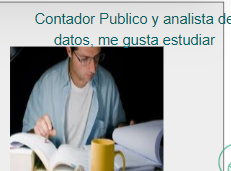 Contador Publico y analista de
datos, me gusta estudiar